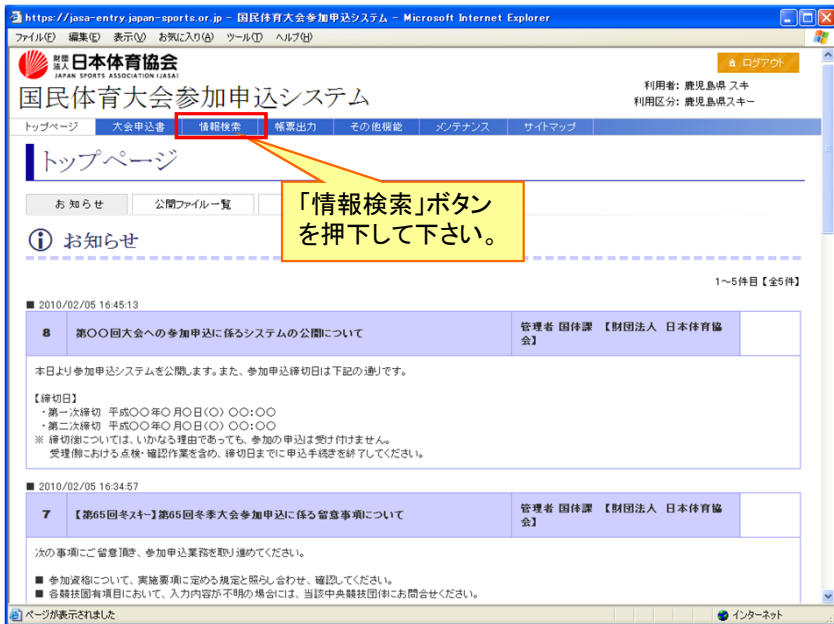 https://jasa-entry.japan-sports.or.jp - 国民体育大会参加申込システム - Microsoft Internet Explorer
ファイル(F) 編集(E) 表示(V) お気に入り(A) ツール(T) ヘルプ(H)
財団法人 日本体育協会
JAPAN SPORTS ASSOCIATION (JASA)
ログアウト
国民体育大会参加申込システム
利用者: 鹿児島県 スキ
利用区分: 鹿児島県スキー
トップページ 大会申込書 情報検索 帳票出力 その他機能 メンテナンス サイトマップ
トップページ
お知らせ 公開ファイル一覧
「情報検索」ボタン
を押下して下さい。
お知らせ
1～5件目【全5件】
■ 2010/02/05 16:45:13
8 第○○回大会への参加申込に係るシステムの公開について 管理者 国体課 【財団法人 日本体育協
会】
本日より参加申込システムを公開します。また、参加申込締切日は下記の通りです。
【締切日】
・第一次締切 平成○○年○月○日(○) ○○:○○
・第二次締切 平成○○年○月○日(○) ○○:○○
※ 締切後については、いかなる理由であっても、参加の申込は受け付けません。
受理側における点検・確認作業を含め、締切日までに申込手続きを終了してください。
■ 2010/02/05 16:34:57
7 【第65回冬スキー】第65回冬季大会参加申込に係る留意事項について 管理者 国体課 【財団法人 日本体育協
会】
次の事項にご留意頂き、参加申込業務を取り進めてください。
■ 参加資格について、実施要項に定める規定と照らし合わせ、確認してください。
■ 各競技固有項目において、入力内容が不明の場合には、当該中央競技団体にお問合せください。
ページが表示されました インターネット